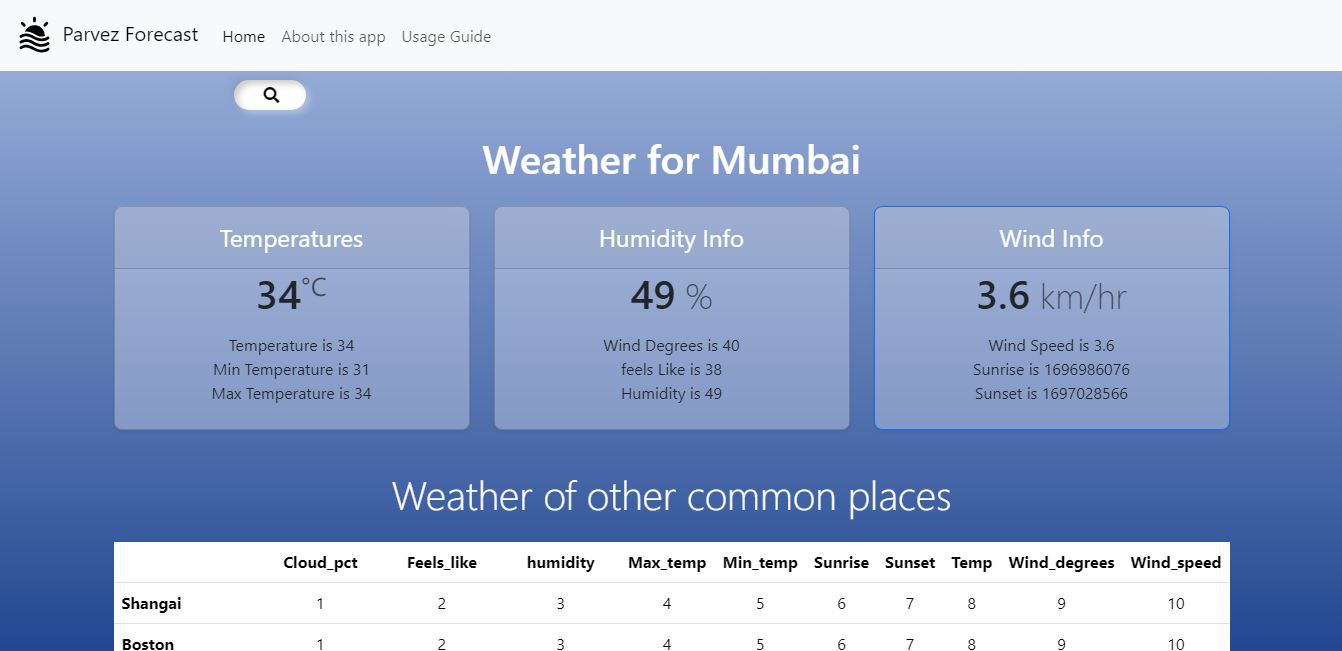 Parvez Forecast Home About this app Usage Guide
Weather for Mumbai
Temperatures
34°C
Temperature is 34
Min Temperature is 31
Max Temperature is 34
Humidity Info
49 %
Wind Degrees is 40
feels Like is 38
Humidity is 49
Wind Info
3.6 km/hr
Wind Speed is 3.6
Sunrise is 1696986076
Sunset is 1697028566
Weather of other common places
Cloud_pct Feels_like humidity Max_temp Min_temp Sunrise Sunset Temp Wind_degrees Wind_speed
Shangai 1 2 3 4 5 6 7 8 9 10
Boston 1 2 3 4 5 6 7 8 9 10